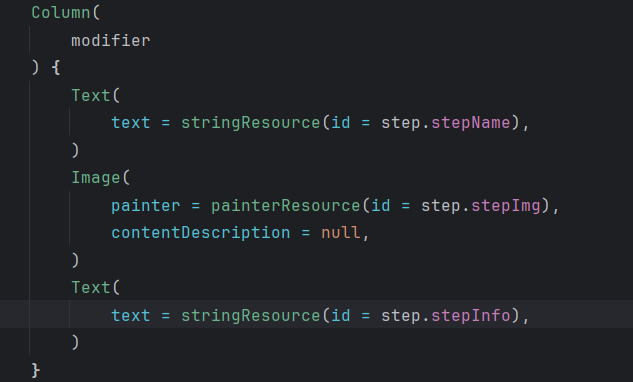 Column(
    modifier
) {
    Text(
        text = stringResource(id = step.stepName),
    )
    Image(
        painter = painterResource(id = step.stepImg),
        contentDescription = null,
    )
    Text(
        text = stringResource(id = step.stepInfo),
    )
}